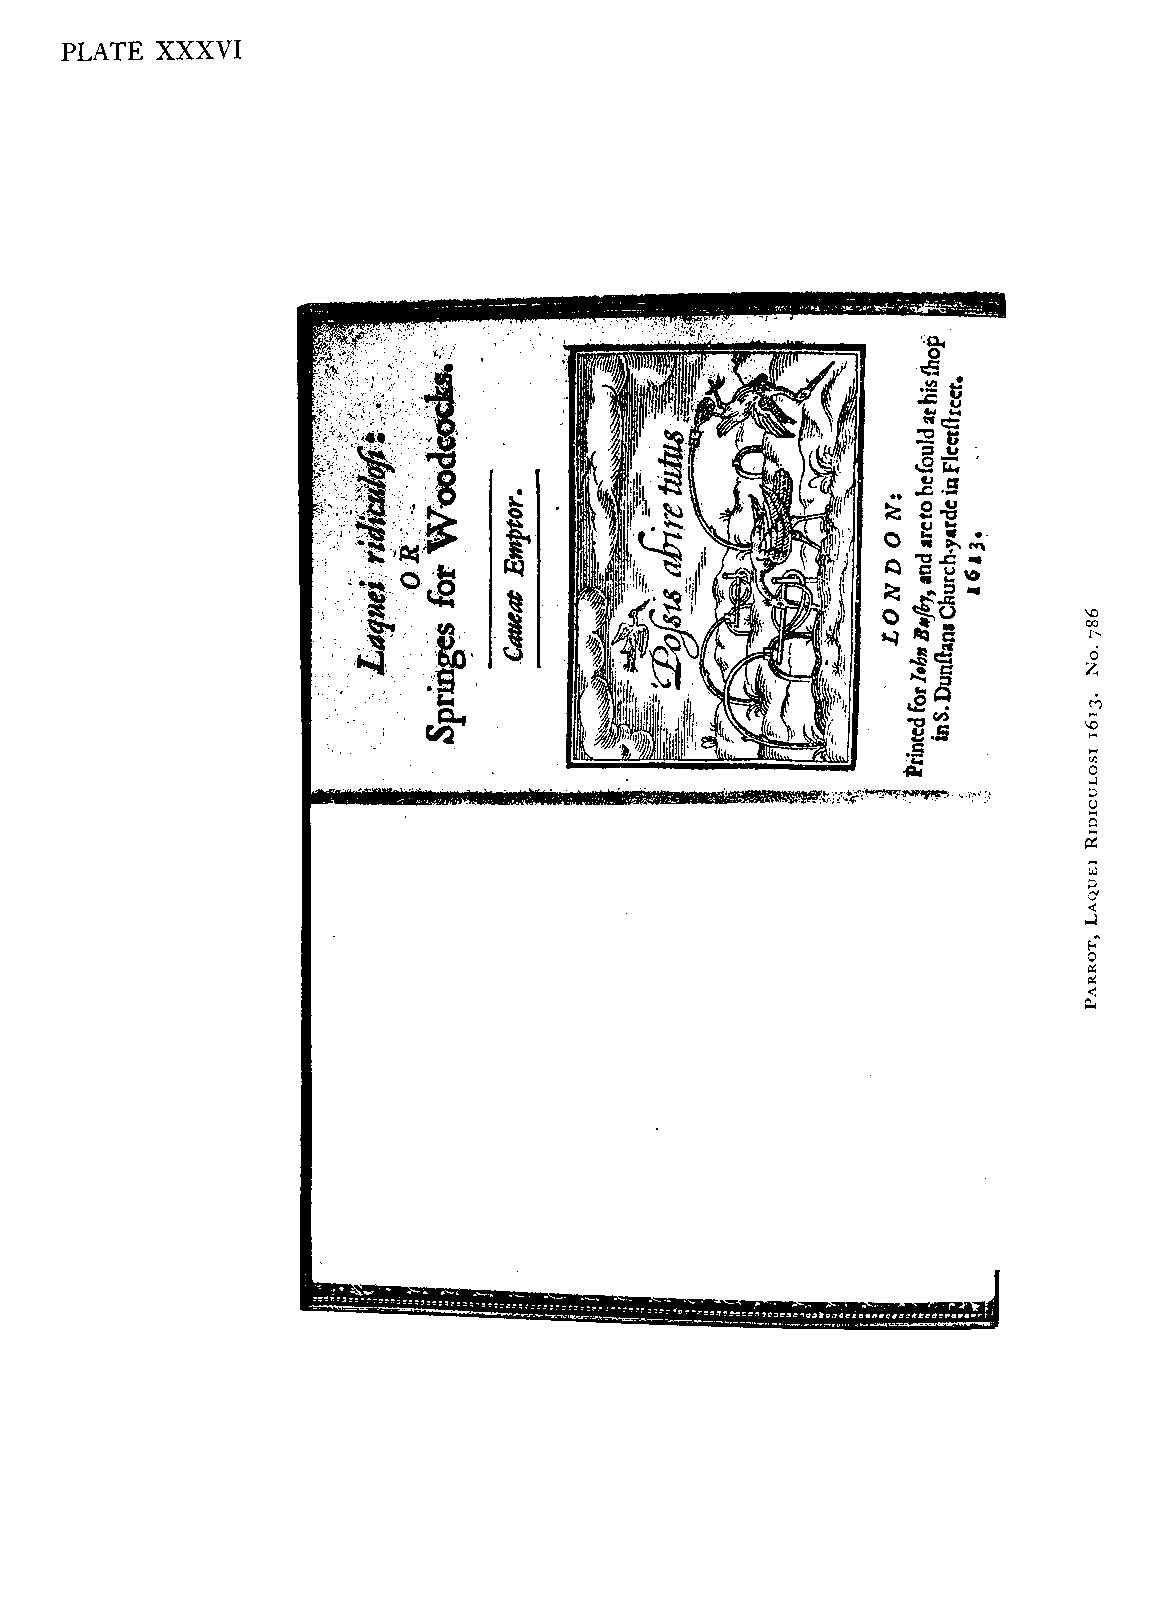 PLATE XXXVI
Laquei ridiculoſi:
OR
Springes for Woodcocks.
Caueat Emptor.
Poſsis abire tutus
LONDON:
Printed for Iohn Buſby, and are to be ſould at his ſhop
in S. Dunſtans Church-yarde in Fleetſtreet.
1613.
PARROT, LAQUEI RIDICULOSI 1613. No. 786